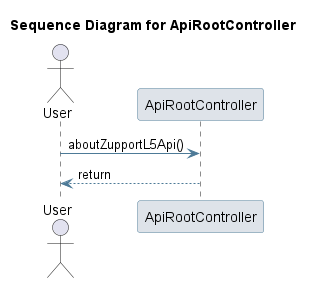 Sequence Diagram for ApiRootController
User
ApiRootController
aboutZupportL5Api()
return
User
ApiRootController